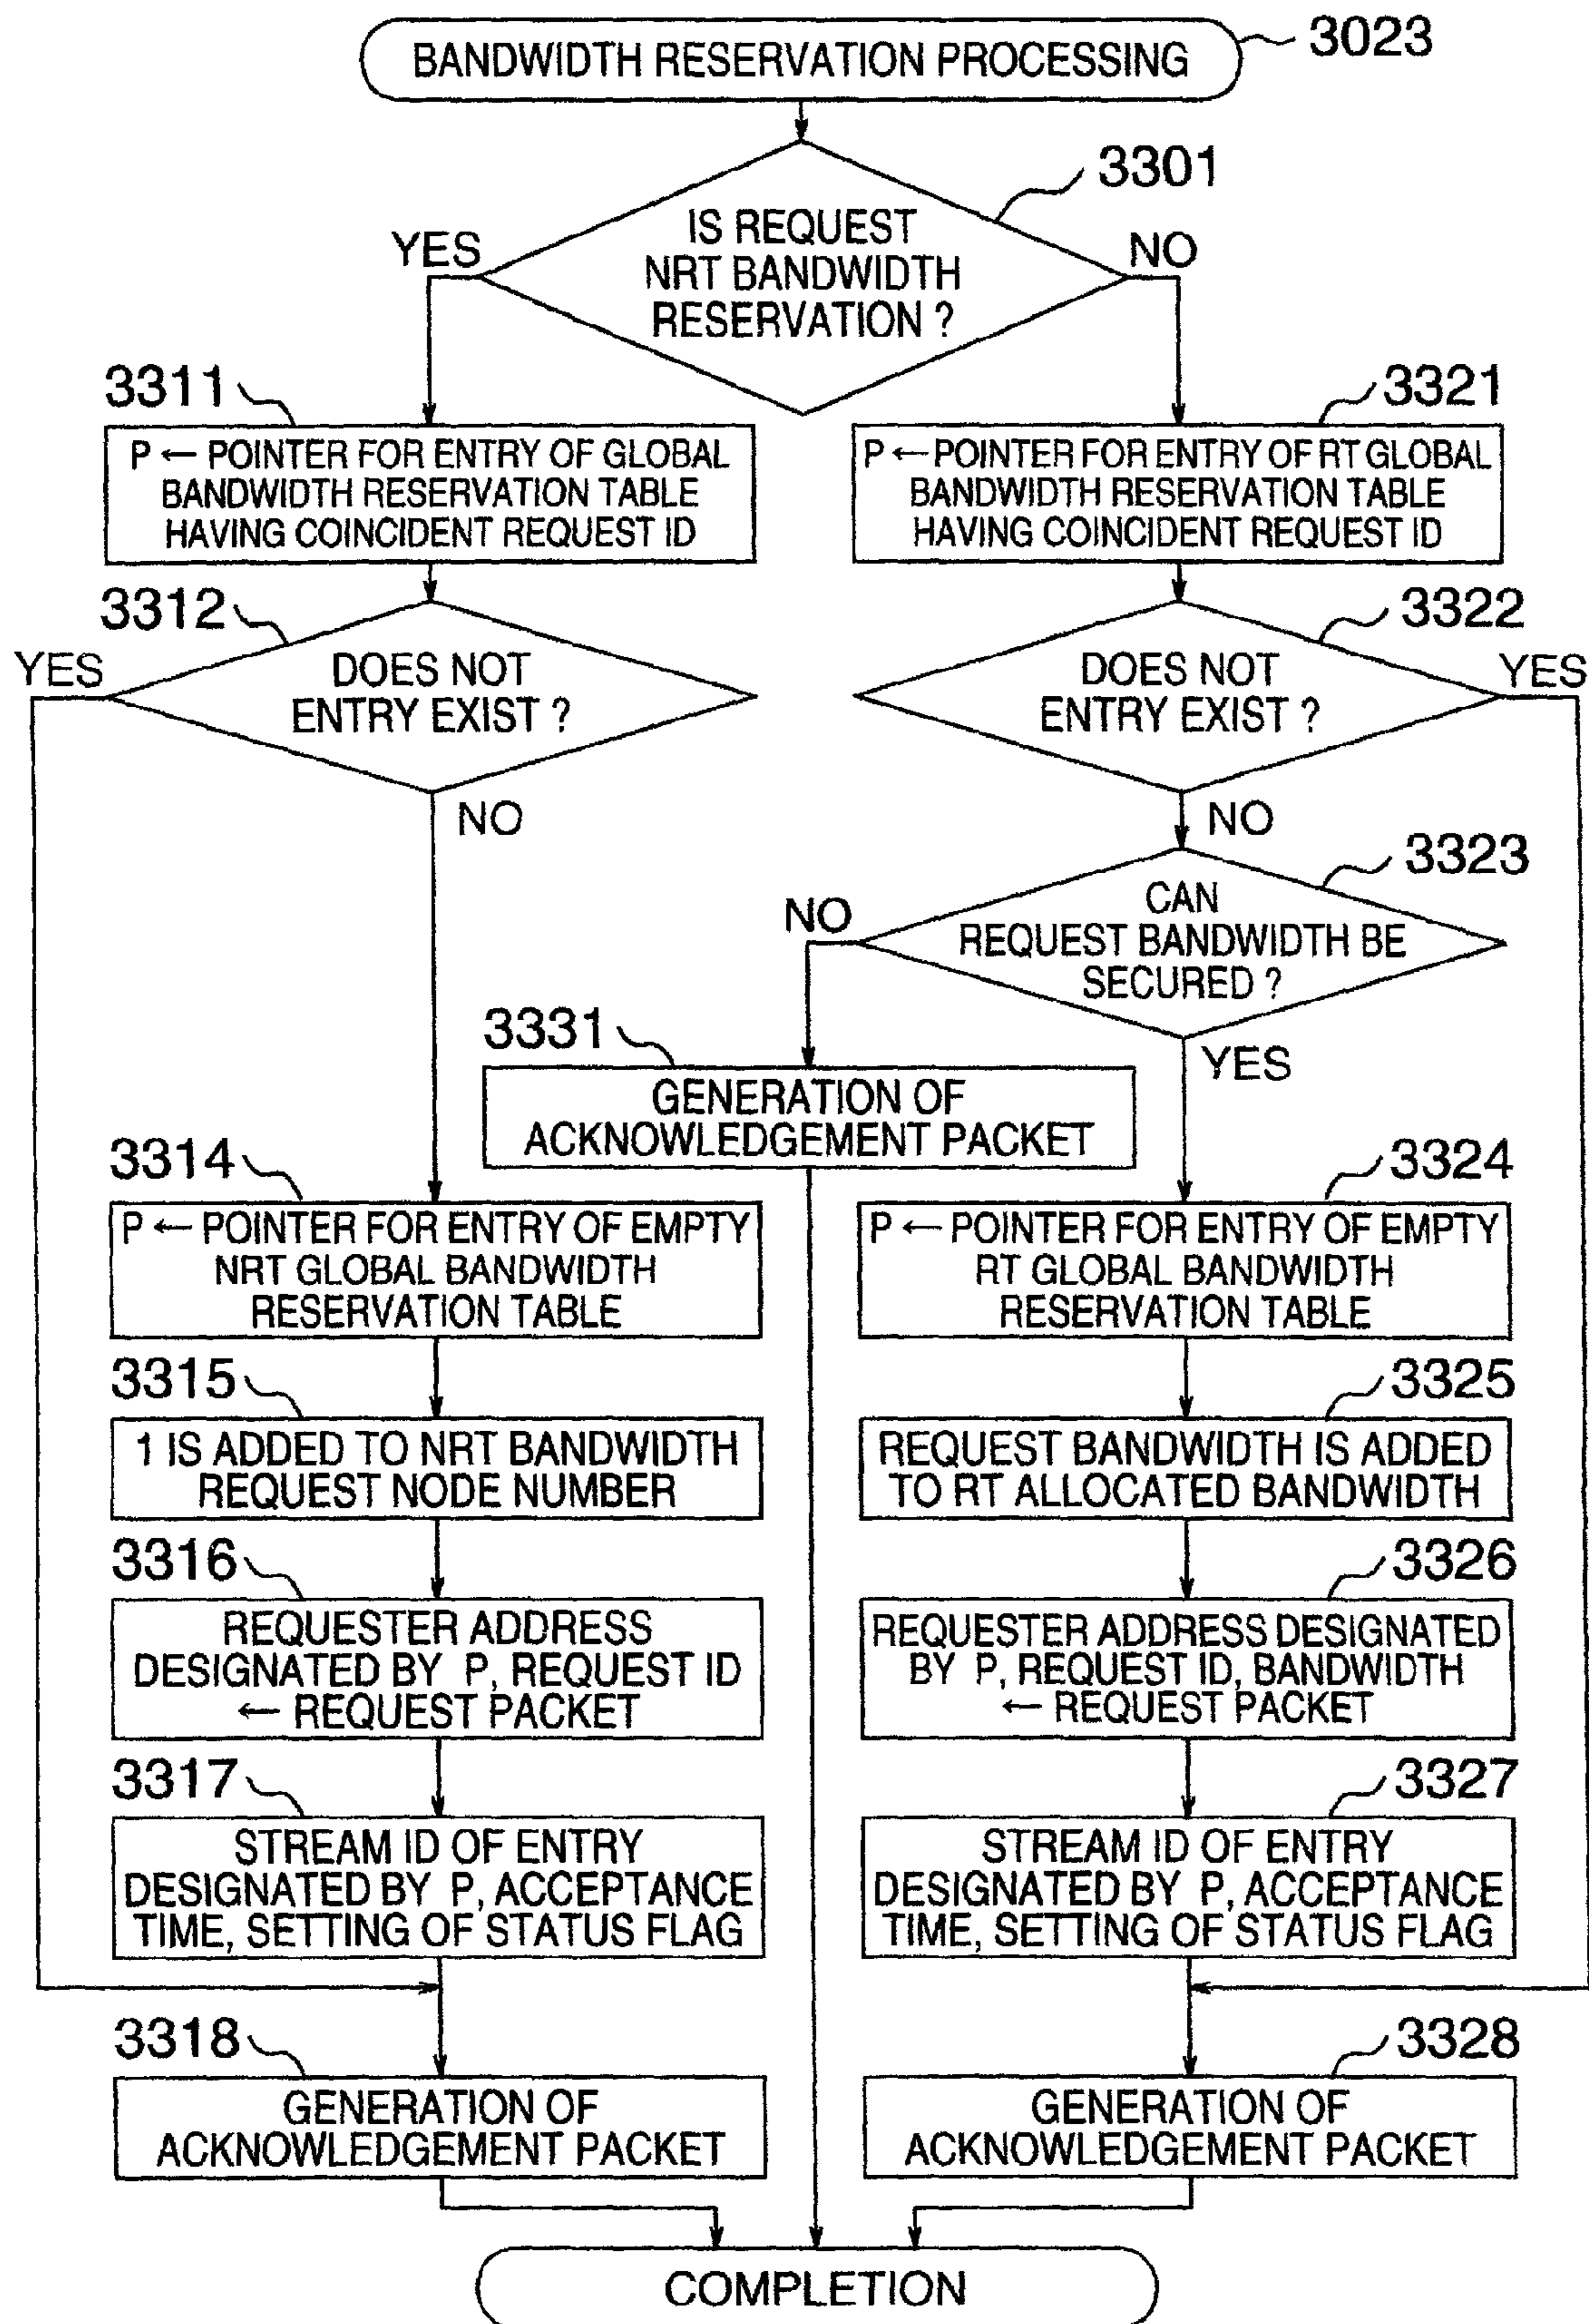 BANDWIDTH RESERVATION PROCESSING
3023
3301
IS REQUEST
NRT BANDWIDTH
RESERVATION ?
YES
NO
3311
P ← POINTER FOR ENTRY OF GLOBAL
BANDWIDTH RESERVATION TABLE
HAVING COINCIDENT REQUEST ID
3321
P ← POINTER FOR ENTRY OF RT GLOBAL
BANDWIDTH RESERVATION TABLE
HAVING COINCIDENT REQUEST ID
3312
YES
DOES NOT
ENTRY EXIST ?
NO
3322
DOES NOT
ENTRY EXIST ?
YES
NO
3323
CAN
REQUEST BANDWIDTH BE
SECURED ?
NO
YES
3331
GENERATION OF
ACKNOWLEDGEMENT PACKET
3314
P ← POINTER FOR ENTRY OF EMPTY
NRT GLOBAL BANDWIDTH
RESERVATION TABLE
3324
P ← POINTER FOR ENTRY OF EMPTY
RT GLOBAL BANDWIDTH
RESERVATION TABLE
3315
1 IS ADDED TO NRT BANDWIDTH
REQUEST NODE NUMBER
3325
REQUEST BANDWIDTH IS ADDED
TO RT ALLOCATED BANDWIDTH
3316
REQUESTER ADDRESS
DESIGNATED BY P, REQUEST ID
← REQUEST PACKET
3326
REQUESTER ADDRESS DESIGNATED
BY P, REQUEST ID, BANDWIDTH
← REQUEST PACKET
3317
STREAM ID OF ENTRY
DESIGNATED BY P, ACCEPTANCE
TIME, SETTING OF STATUS FLAG
3327
STREAM ID OF ENTRY
DESIGNATED BY P, ACCEPTANCE
TIME, SETTING OF STATUS FLAG
3318
GENERATION OF
ACKNOWLEDGEMENT PACKET
3328
GENERATION OF
ACKNOWLEDGEMENT PACKET
COMPLETION